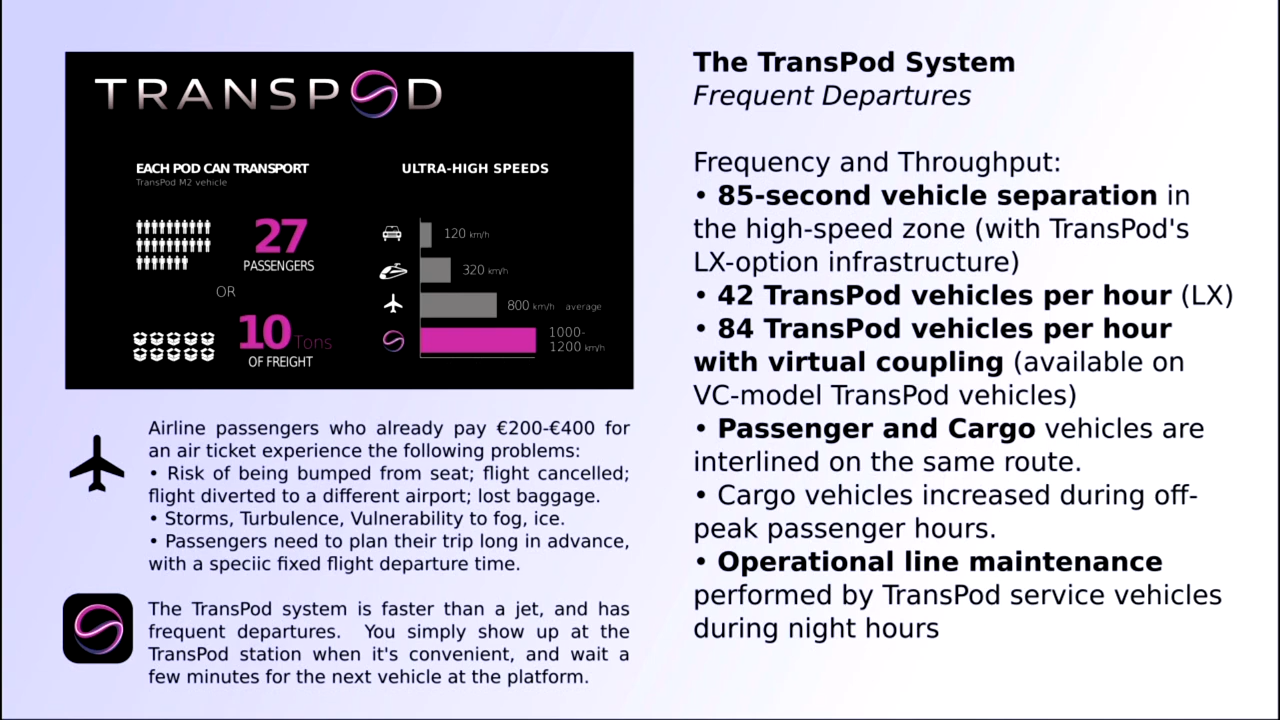 TRANSPOD
EACH POD CAN TRANSPORT
TransPod M2 vehicle
27
PASSENGERS
OR
10 Tons
OF FREIGHT
ULTRA-HIGH SPEEDS
120 km/h
320 km/h
800 km/h average
1000-
1200 km/h
Airline passengers who already pay €200-€400 for
an air ticket experience the following problems:
• Risk of being bumped from seat; flight cancelled;
flight diverted to a different airport; lost baggage.
• Storms, Turbulence, Vulnerability to fog, ice.
• Passengers need to plan their trip long in advance,
with a speciic fixed flight departure time.
The TransPod system is faster than a jet, and has
frequent departures. You simply show up at the
TransPod station when it's convenient, and wait a
few minutes for the next vehicle at the platform.
The TransPod System
Frequent Departures
Frequency and Throughput:
• 85-second vehicle separation in
the high-speed zone (with TransPod's
LX-option infrastructure)
• 42 TransPod vehicles per hour (LX)
• 84 TransPod vehicles per hour
with virtual coupling (available on
VC-model TransPod vehicles)
• Passenger and Cargo vehicles are
interlined on the same route.
• Cargo vehicles increased during off-
peak passenger hours.
• Operational line maintenance
performed by TransPod service vehicles
during night hours